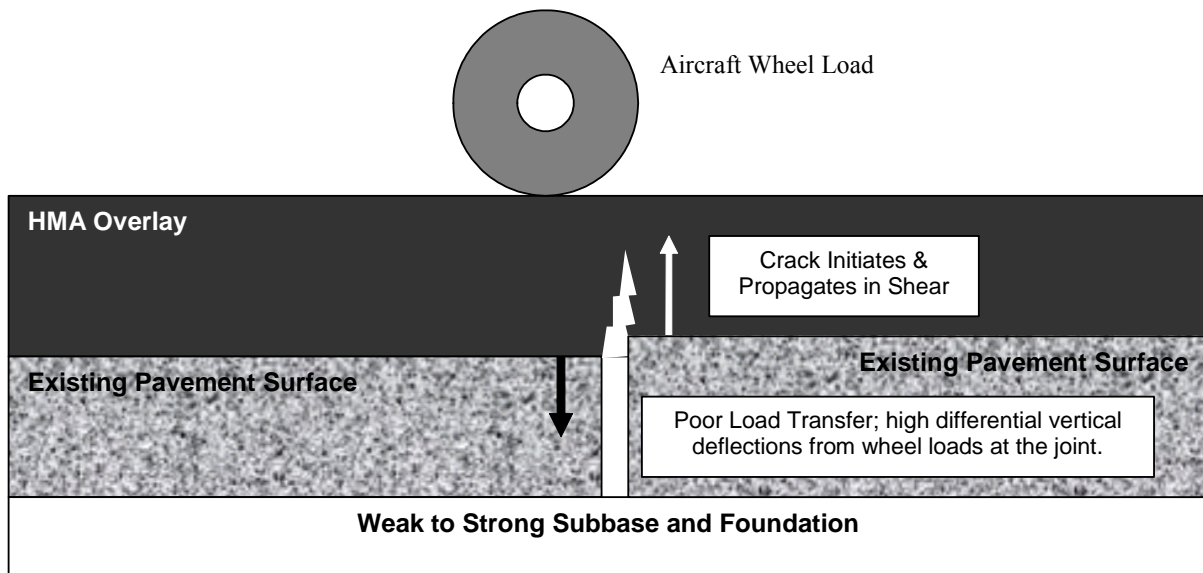 Aircraft Wheel Load
HMA Overlay
Crack Initiates &
Propagates in Shear
Existing Pavement Surface
Existing Pavement Surface
Poor Load Transfer; high differential vertical
deflections from wheel loads at the joint.
Weak to Strong Subbase and Foundation